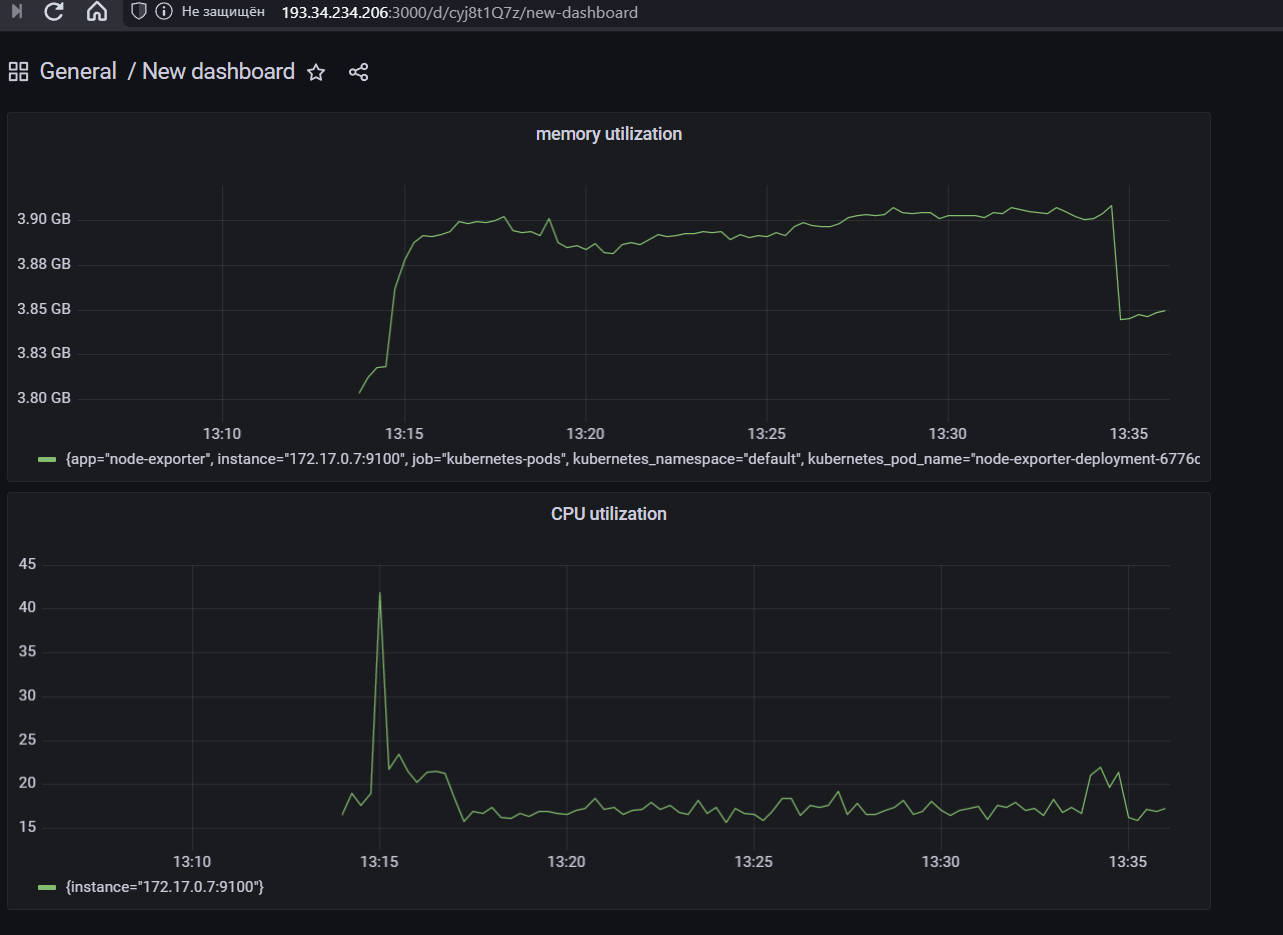 Не защищён 193.34.234.206:3000/d/cyj8t1Q7z/new-dashboard
General / New dashboard
memory utilization
3.90 GB
3.88 GB
3.85 GB
3.83 GB
3.80 GB
13:10 13:15 13:20 13:25 13:30 13:35
{app="node-exporter", instance="172.17.0.7:9100", job="kubernetes-pods", kubernetes_namespace="default", kubernetes_pod_name="node-exporter-deployment-6776c
CPU utilization
45
40
35
30
25
20
15
13:10 13:15 13:20 13:25 13:30 13:35
{instance="172.17.0.7:9100"}